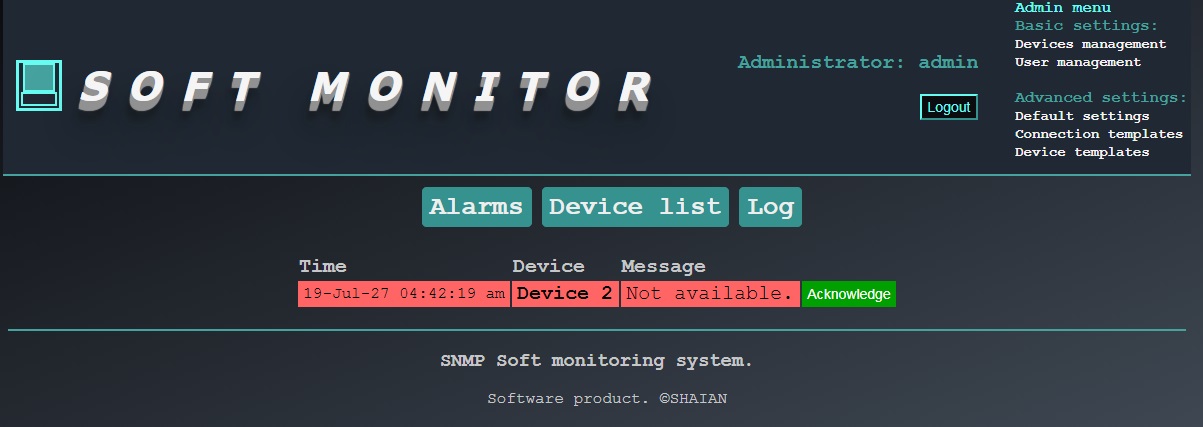 SOFT MONITOR
Administrator: admin
Logout
Admin menu
Basic settings:
Devices management
User management
Advanced settings:
Default settings
Connection templates
Device templates
Alarms Device list Log
Time Device Message
19-Jul-27 04:42:19 am Device 2 Not available. Acknowledge
SNMP Soft monitoring system.
Software product. ©SHAIAN